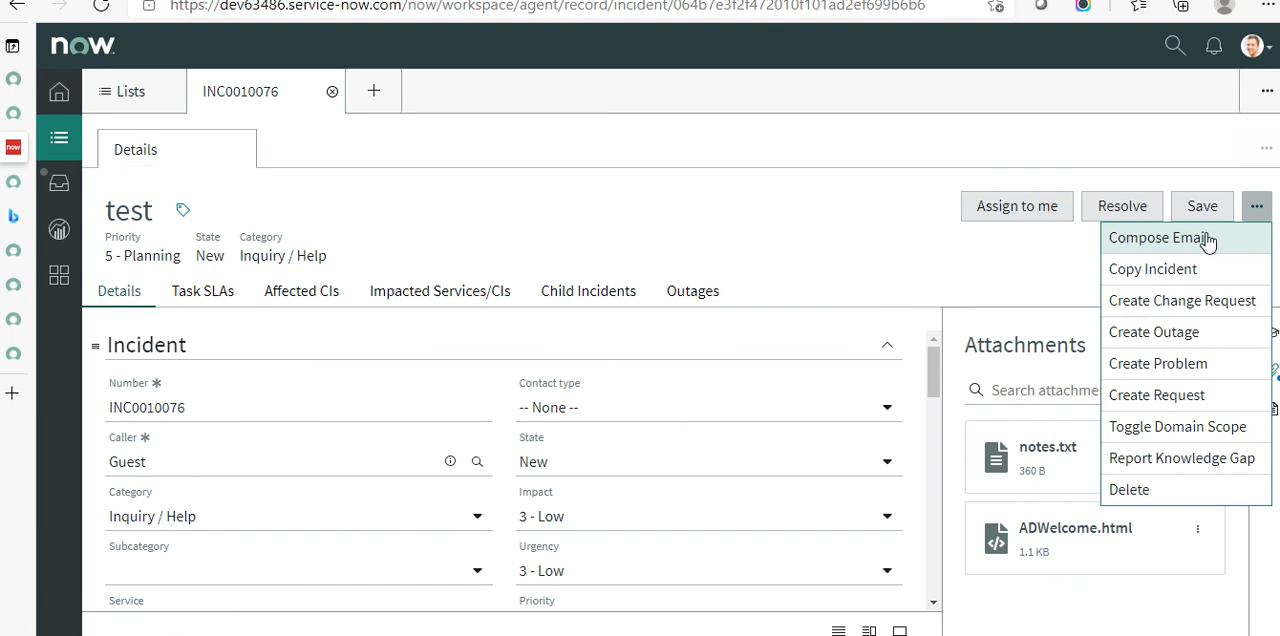 https://dev63486.service-now.com/now/workspace/agent/record/incident/064b7e3f2f472010f101ad2ef699b6b6
now
Lists
INC0010076
Details
test
Assign to me
Resolve
Save
Priority
State
Category
5 - Planning
New
Inquiry / Help
Compose Email
Copy Incident
Create Change Request
Create Outage
Create Problem
Create Request
Toggle Domain Scope
Report Knowledge Gap
Delete
Details
Task SLAs
Affected CIs
Impacted Services/CIs
Child Incidents
Outages
Incident
Number
INC0010076
Contact type
-- None --
Caller
Guest
State
New
Category
Inquiry / Help
Impact
3 - Low
Subcategory
Urgency
3 - Low
Service
Priority
Attachments
Search attachme
notes.txt
360 B
ADWelcome.html
1.1 KB